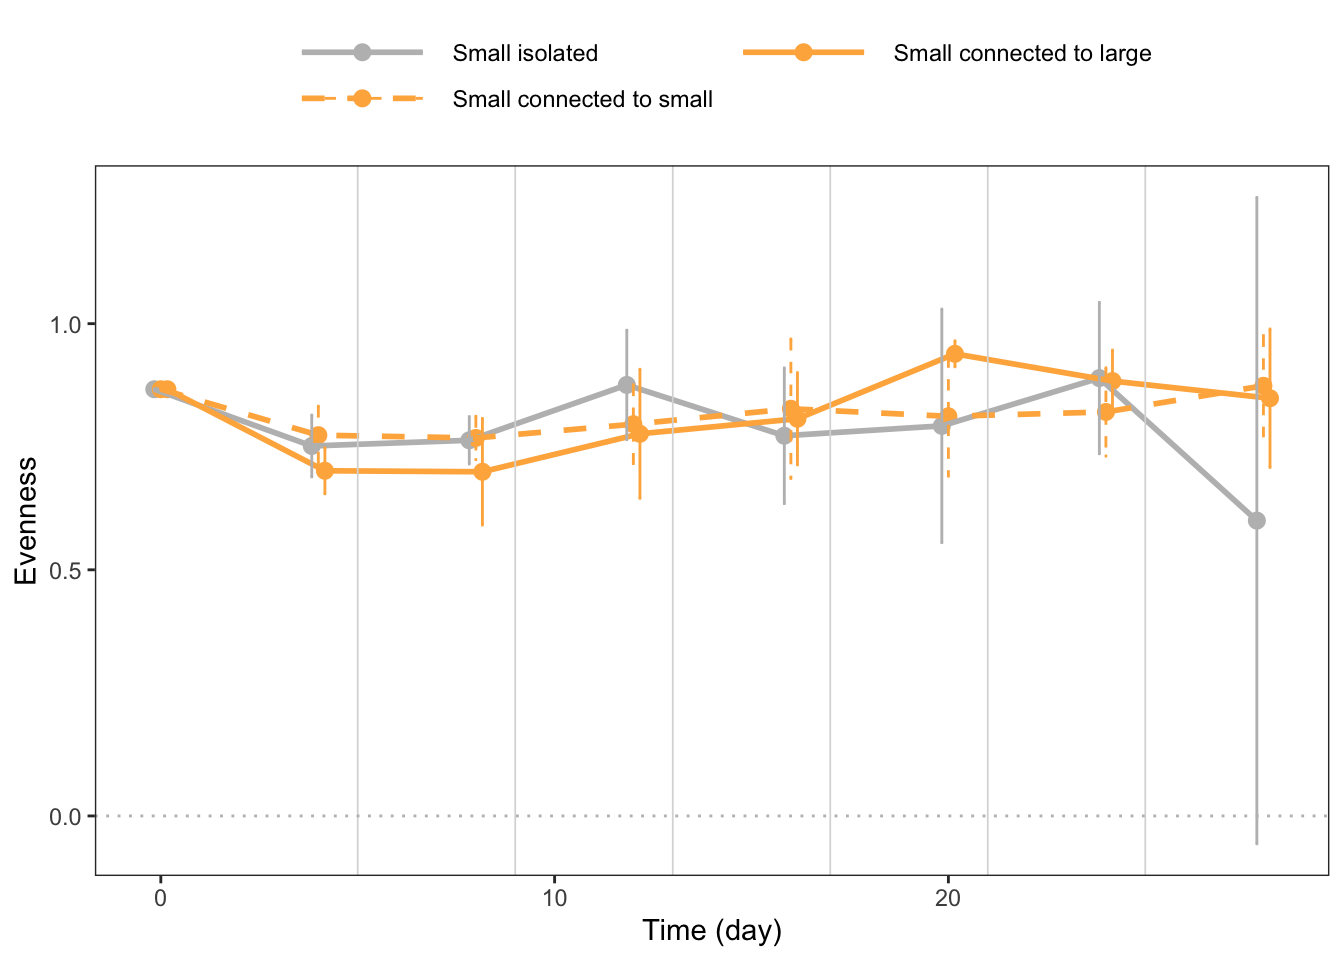 Small isolated
Small connected to large
Small connected to small
Evenness
1.0
0.5
0.0
0
10
20
Time (day)